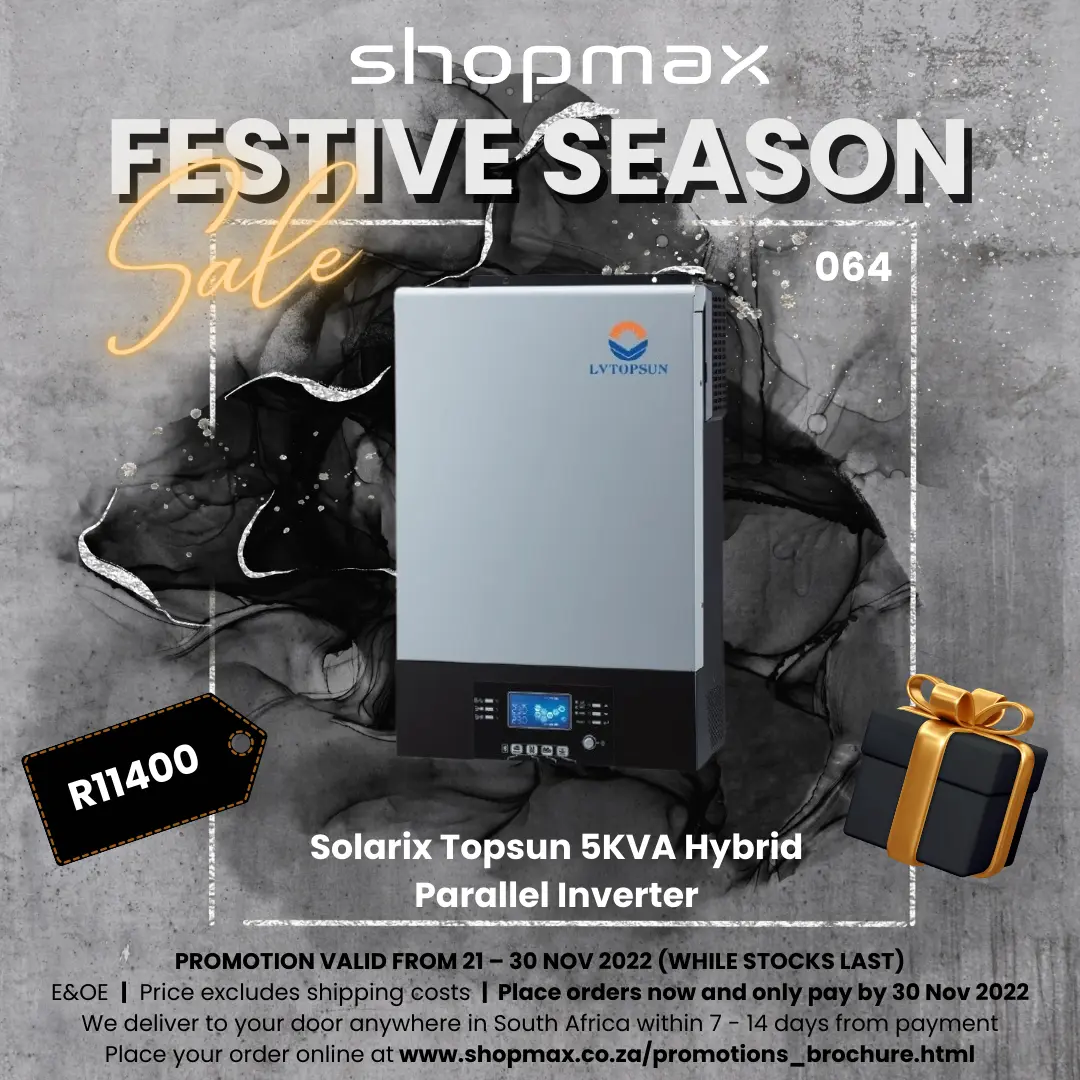 shopmax
FESTIVE SEASON
Sale
064
LVTOPSUN
R11400
Solarix Topsun 5KVA Hybrid
Parallel Inverter
PROMOTION VALID FROM 21 – 30 NOV 2022 (WHILE STOCKS LAST)
E&OE | Price excludes shipping costs | Place orders now and only pay by 30 Nov 2022
We deliver to your door anywhere in South Africa within 7 - 14 days from payment
Place your order online at www.shopmax.co.za/promotions_brochure.html